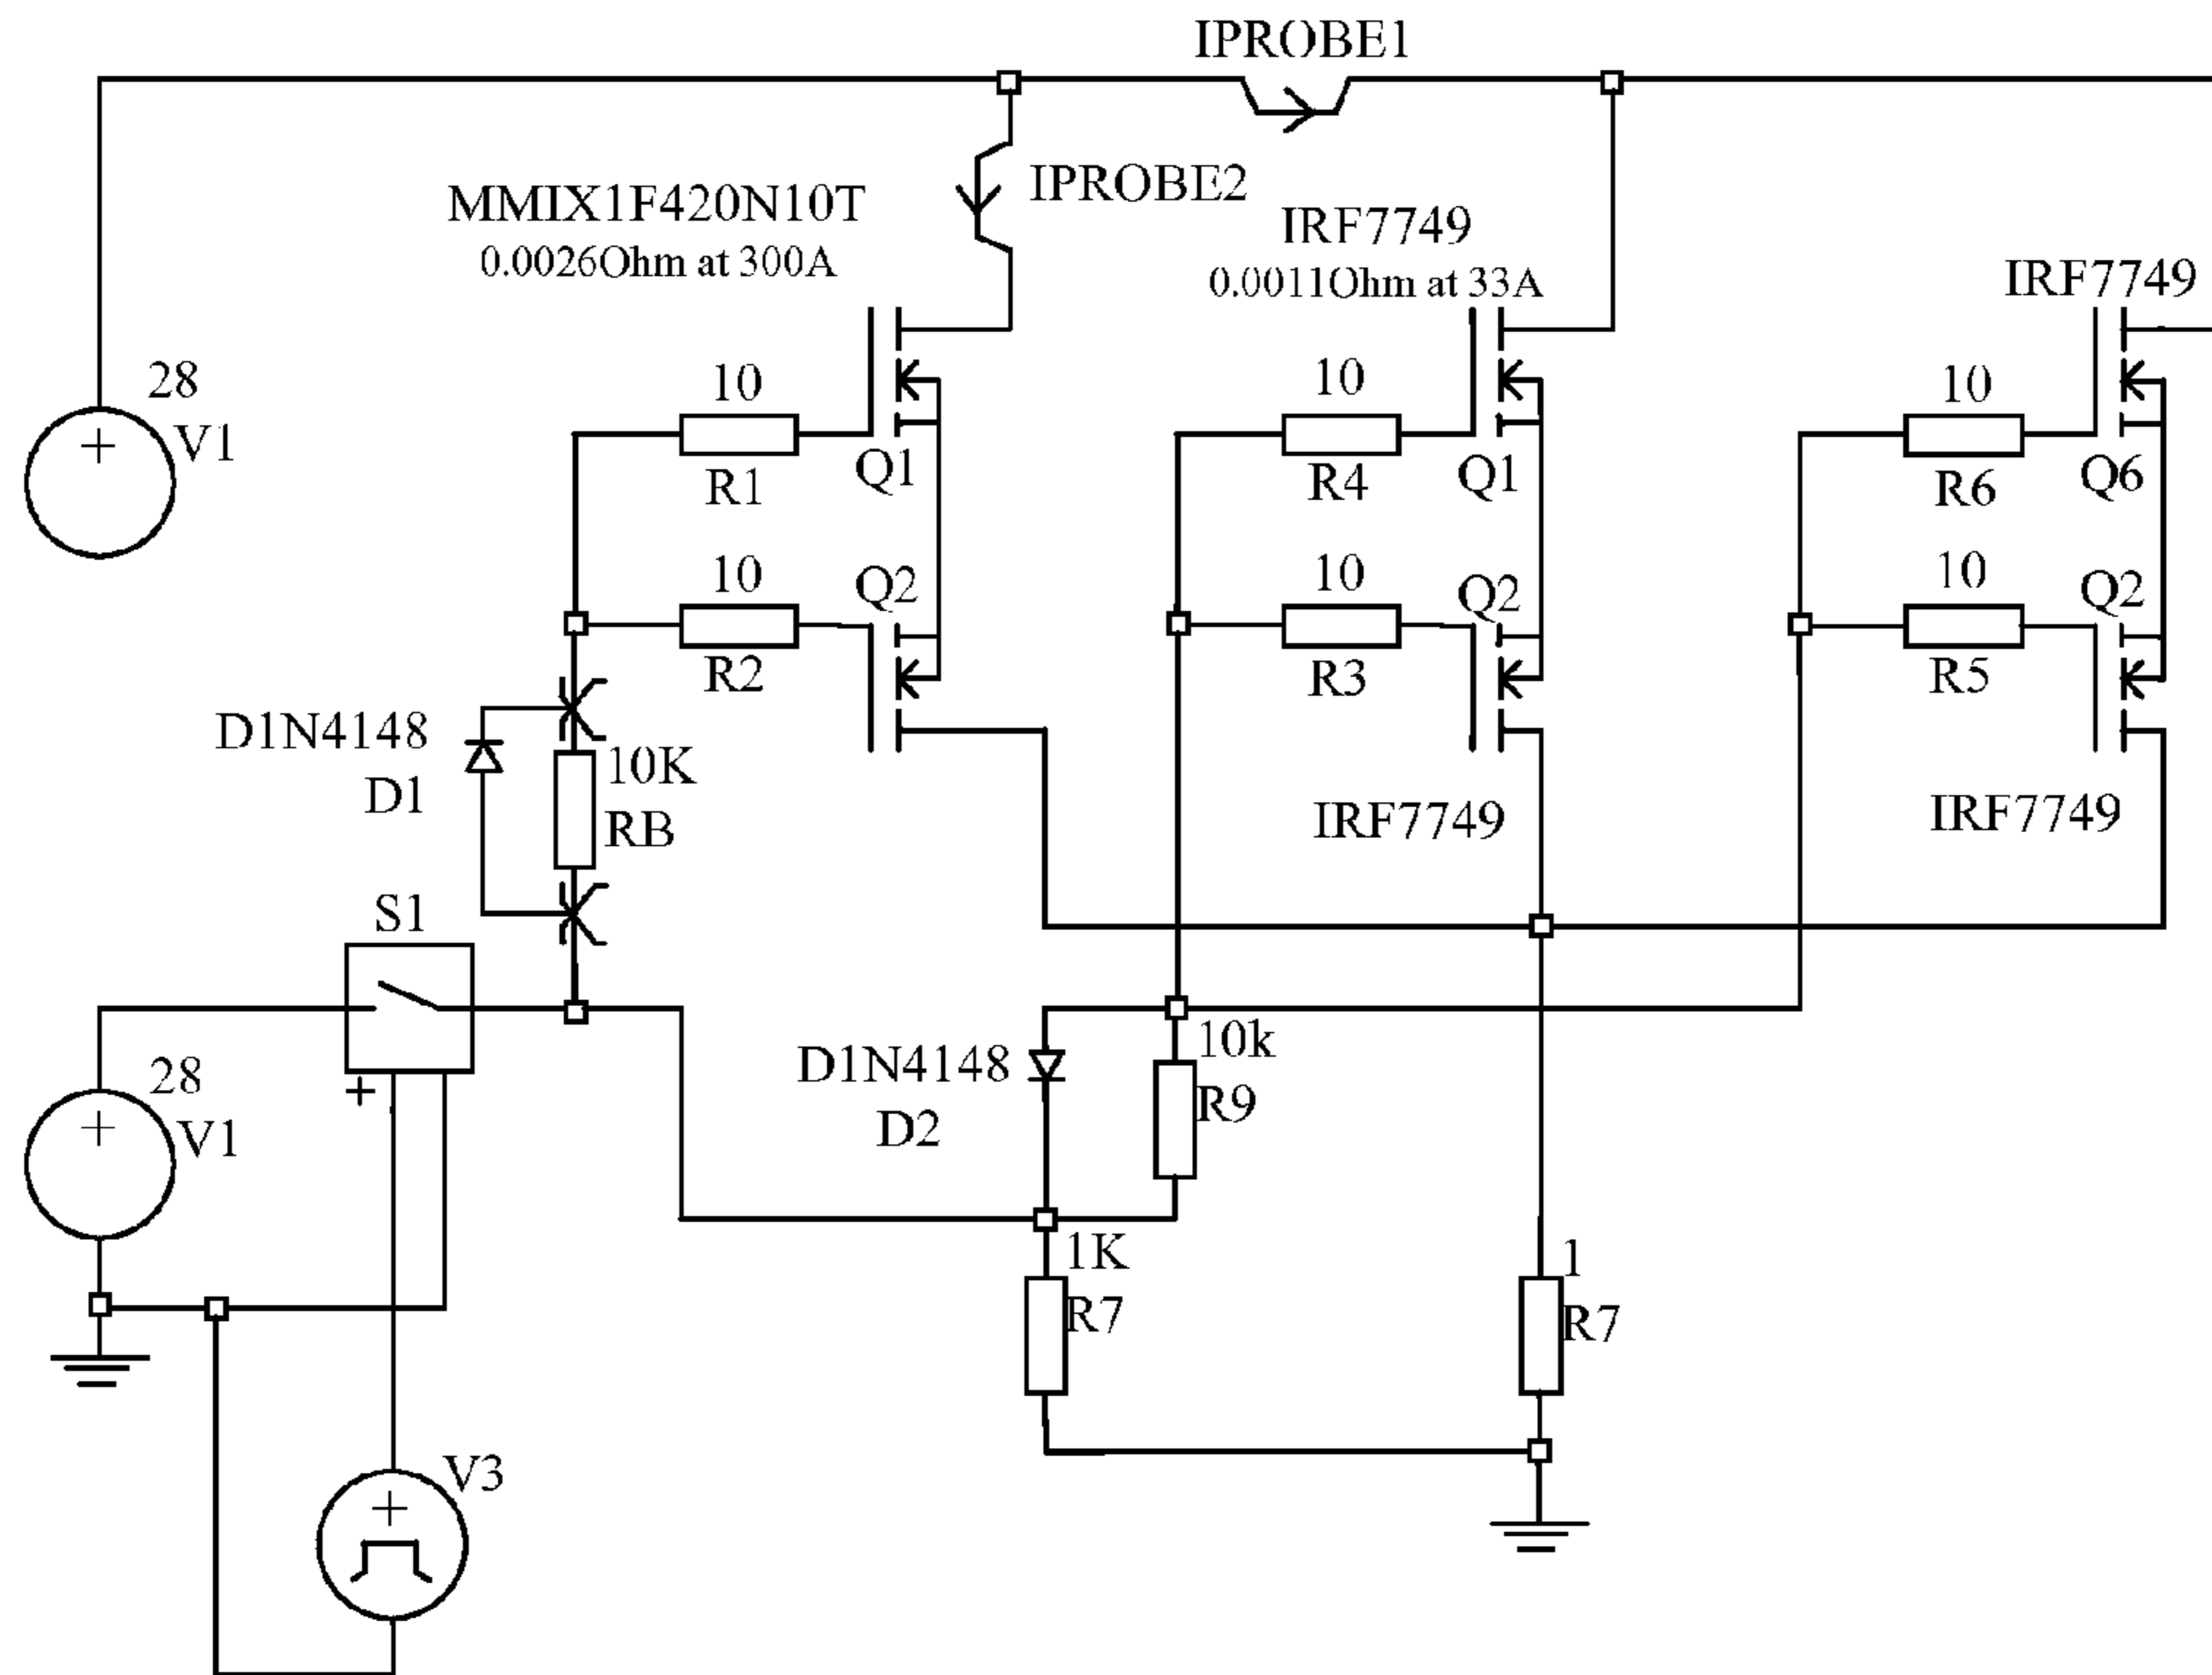 IPROBE1
IPROBE2
MMIX1F420N10T
0.0026Ohm at 300A
IRF7749
0.0011Ohm at 33A
IRF7749
28
+
V1
10
R1
Q1
10
R4
Q1
10
R6
Q6
10
R2
Q2
10
R3
Q2
10
R5
Q2
D1N4148
D1
10K
RB
IRF7749
IRF7749
S1
+
28
+
V1
D1N4148
D2
10k
R9
1K
R7
1
R7
V3
+